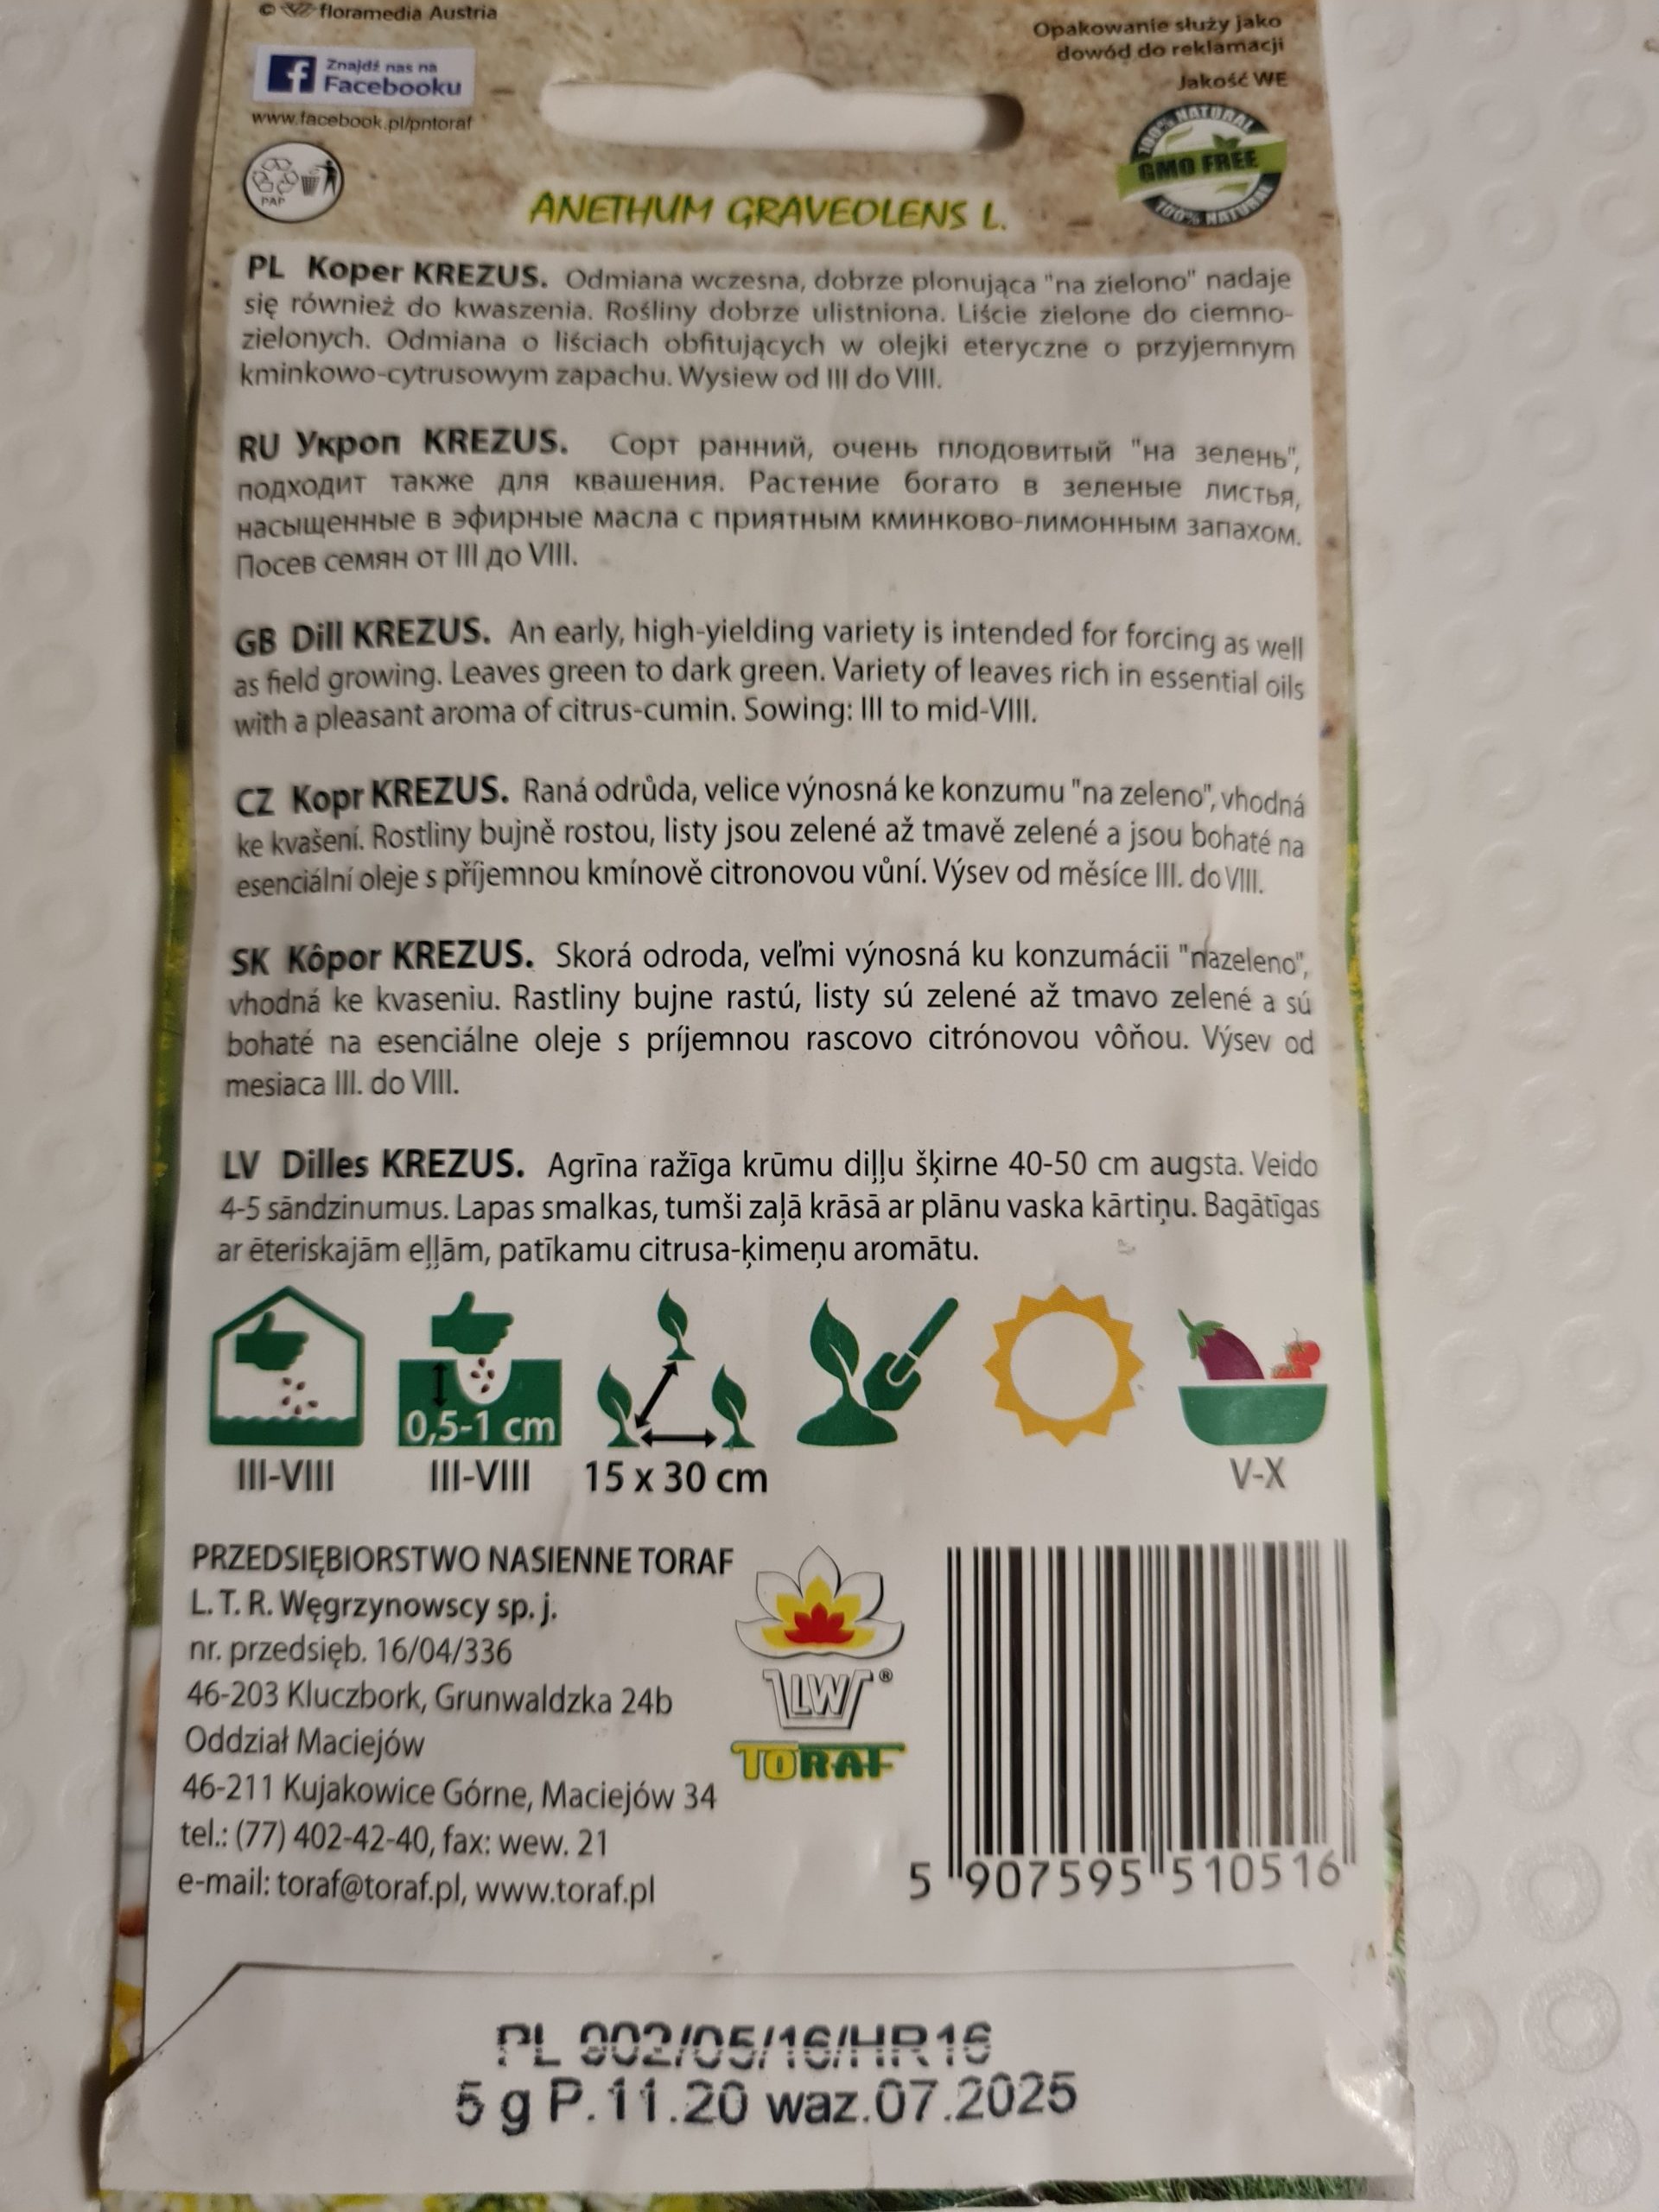 © floramedia Austria
Opakowanie służy jako
dowód do reklamacji
Jakość WE
Znajdź nas na
Facebooku
www.facebook.pl/pntoraf
PAP
100% NATURAL
GMO FREE
100% NATURAL
ANETHUM GRAVEOLENS L.
PL Koper KREZUS. Odmiana wczesna, dobrze plonująca "na zielono" nadaje
się również do kwaszenia. Rośliny dobrze ulistniona. Liście zielone do ciemno-
zielonych. Odmiana o liściach obfitujących w olejki eteryczne o przyjemnym
kminkowo-cytrusowym zapachu. Wysiew od III do VIII.
RU Укроп KREZUS. Сорт ранний, очень плодовитый "на зелень",
подходит также для квашения. Растение богато в зеленые листья,
насыщенные в эфирные масла с приятным кминково-лимонным запахом.
Посев семян от III до VIII.
GB Dill KREZUS. An early, high-yielding variety is intended for forcing as well
as field growing. Leaves green to dark green. Variety of leaves rich in essential oils
with a pleasant aroma of citrus-cumin. Sowing: III to mid-VIII.
CZ Kopr KREZUS. Raná odrůda, velice výnosná ke konzumu "na zeleno", vhodná
ke kvašení. Rostliny bujně rostou, listy jsou zelené až tmavě zelené a jsou bohaté na
esenciální oleje s příjemnou kmínově citronovou vůní. Výsev od měsíce III. do VIII.
SK Kôpor KREZUS. Skorá odroda, veľmi výnosná ku konzumácii "nazeleno",
vhodná ke kvaseniu. Rastliny bujne rastú, listy sú zelené až tmavo zelené a sú
bohaté na esenciálne oleje s príjemnou rascovo citrónovou vôňou. Výsev od
mesiaca III. do VIII.
LV Dilles KREZUS. Agrīna ražīga krūmu diļļu šķirne 40-50 cm augsta. Veido
4-5 sāndzinumus. Lapas smalkas, tumši zaļā krāsā ar plānu vaska kārtiņu. Bagātīgas
ar ēteriskajām eļļām, patīkamu citrusa-ķimeņu aromātu.
0,5-1 cm
III-VIII III-VIII 15 x 30 cm V-X
PRZEDSIĘBIORSTWO NASIENNE TORAF
L. T. R. Węgrzynowscy sp. j.
nr. przedsięb. 16/04/336
46-203 Kluczbork, Grunwaldzka 24b
Oddział Maciejów
46-211 Kujakowice Górne, Maciejów 34
tel.: (77) 402-42-40, fax: wew. 21
e-mail: toraf@toraf.pl, www.toraf.pl
LW®
TORAF
5 907595 510516
PL 902/05/16/HR16
5 g P.11.20 waz.07.2025